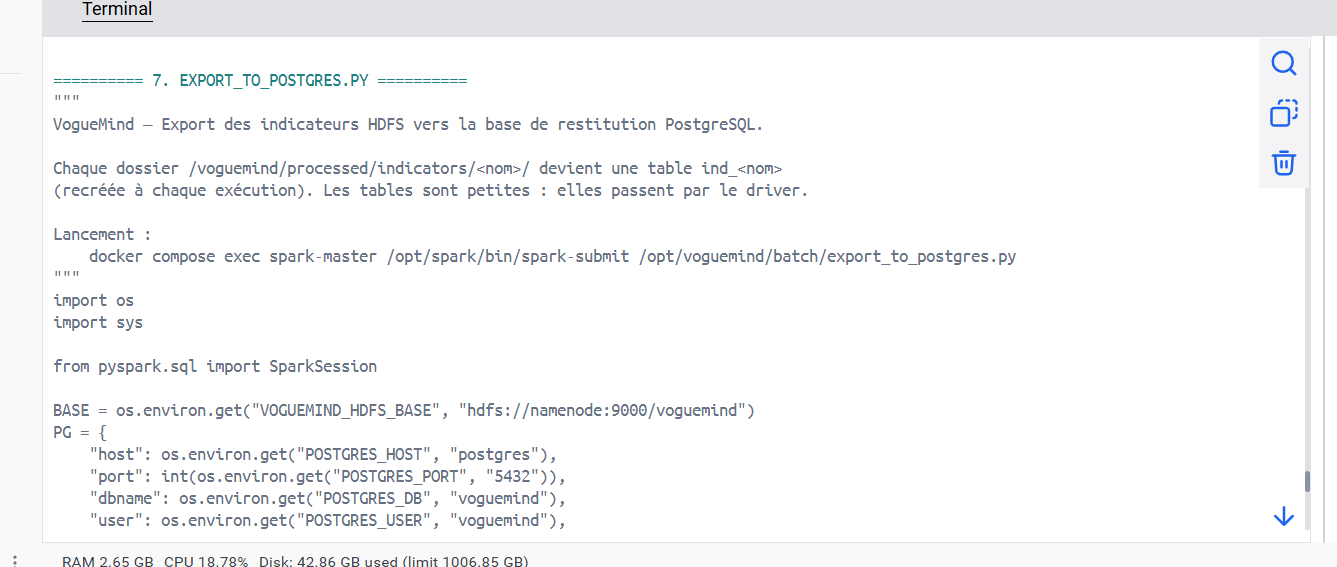 Terminal
========== 7. EXPORT_TO_POSTGRES.PY ==========
"""
VogueMind — Export des indicateurs HDFS vers la base de restitution PostgreSQL.
Chaque dossier /voguemind/processed/indicators/<nom>/ devient une table ind_<nom>
(recréée à chaque exécution). Les tables sont petites : elles passent par le driver.
Lancement :
    docker compose exec spark-master /opt/spark/bin/spark-submit /opt/voguemind/batch/export_to_postgres.py
"""
import os
import sys
from pyspark.sql import SparkSession
BASE = os.environ.get("VOGUEMIND_HDFS_BASE", "hdfs://namenode:9000/voguemind")
PG = {
    "host": os.environ.get("POSTGRES_HOST", "postgres"),
    "port": int(os.environ.get("POSTGRES_PORT", "5432")),
    "dbname": os.environ.get("POSTGRES_DB", "voguemind"),
    "user": os.environ.get("POSTGRES_USER", "voguemind"),
RAM 2.65 GB CPU 18.78% Disk: 42.86 GB used (limit 1006.85 GB)